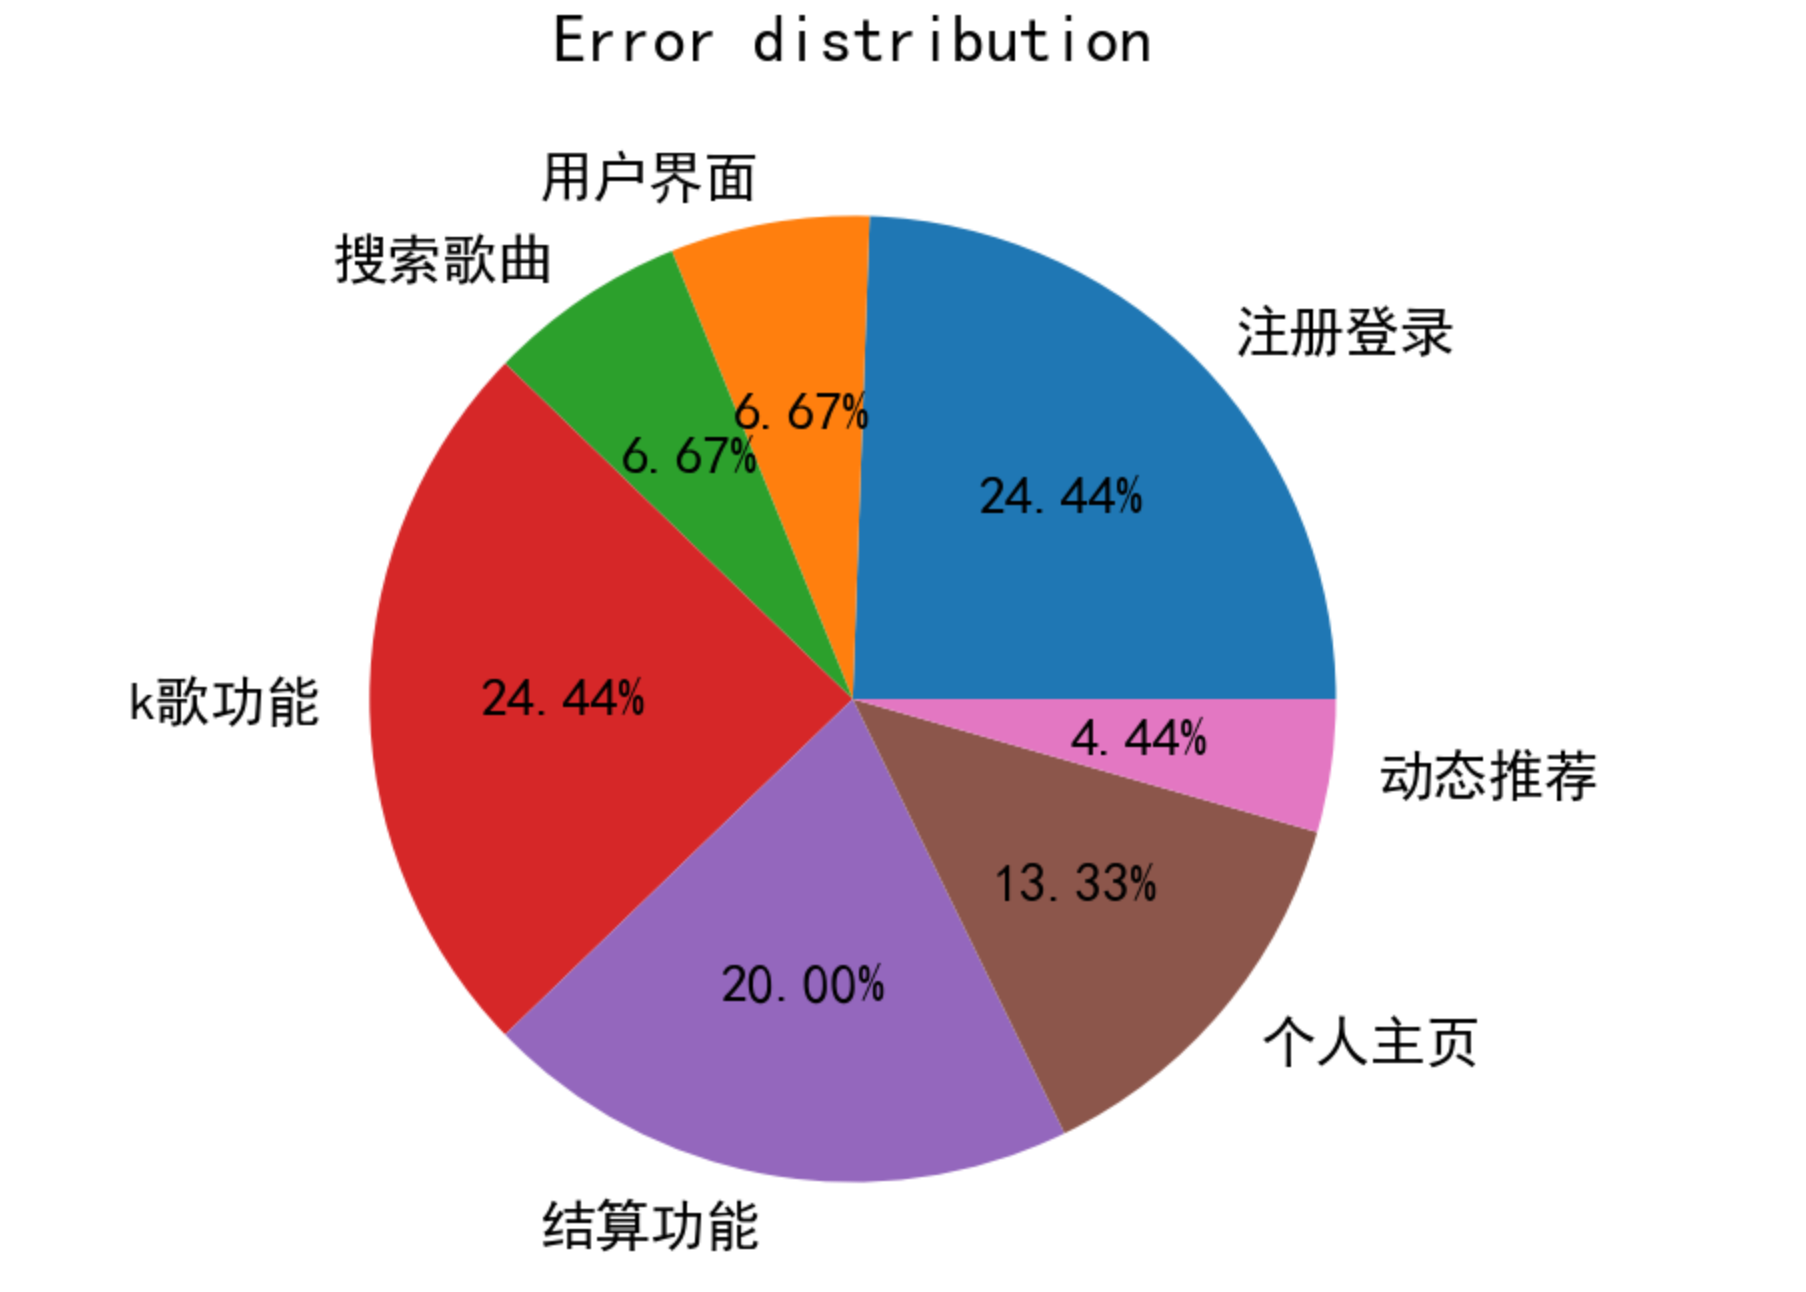 Error distribution
用户界面
搜索歌曲
注册登录
6.67%
6.67%
24.44%
k歌功能
24.44%
4.44%
动态推荐
13.33%
20.00%
个人主页
结算功能